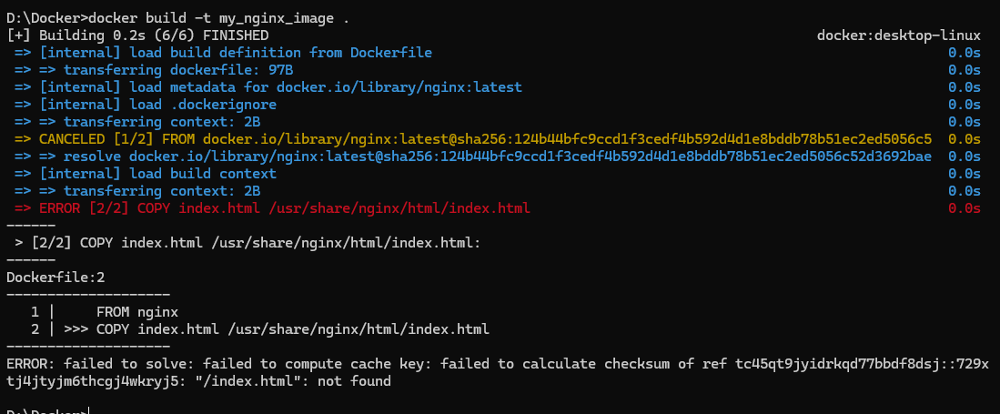 D:\Docker>docker build -t my_nginx_image .
[+] Building 0.2s (6/6) FINISHED docker:desktop-linux
=> [internal] load build definition from Dockerfile 0.0s
=> => transferring dockerfile: 97B 0.0s
=> [internal] load metadata for docker.io/library/nginx:latest 0.0s
=> [internal] load .dockerignore 0.0s
=> => transferring context: 2B 0.0s
=> CANCELED [1/2] FROM docker.io/library/nginx:latest@sha256:124b44bfc9ccd1f3cedf4b592d4d1e8bddb78b51ec2ed5056c5 0.0s
=> => resolve docker.io/library/nginx:latest@sha256:124b44bfc9ccd1f3cedf4b592d4d1e8bddb78b51ec2ed5056c52d3692bae 0.0s
=> [internal] load build context 0.0s
=> => transferring context: 2B 0.0s
=> ERROR [2/2] COPY index.html /usr/share/nginx/html/index.html 0.0s
------
> [2/2] COPY index.html /usr/share/nginx/html/index.html:
------
Dockerfile:2
--------------------
1 | FROM nginx
2 | >>> COPY index.html /usr/share/nginx/html/index.html
--------------------
ERROR: failed to solve: failed to compute cache key: failed to calculate checksum of ref tc45qt9jyidrkqd77bbdf8dsj::729x
tj4jtyjm6thcgj4wkryj5: "/index.html": not found
D:\Docker>